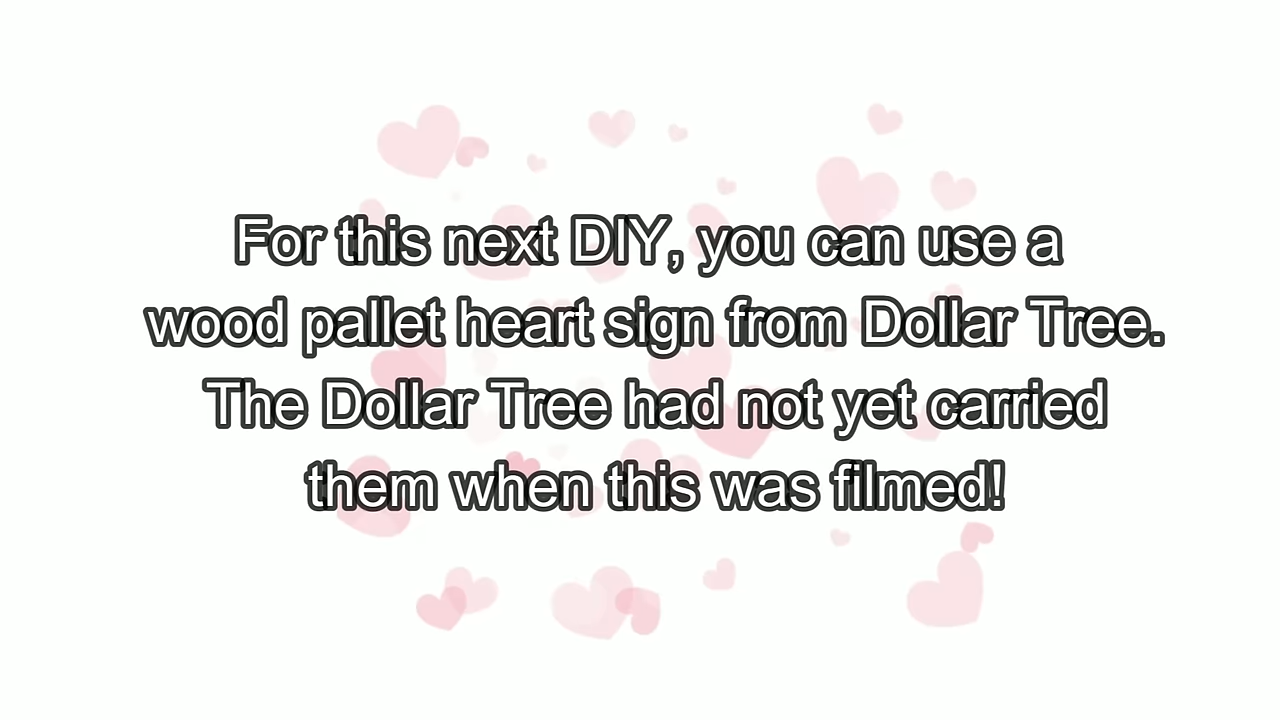 For this next DIY, you can use a
wood pallet heart sign from Dollar Tree.
The Dollar Tree had not yet carried
them when this was filmed!